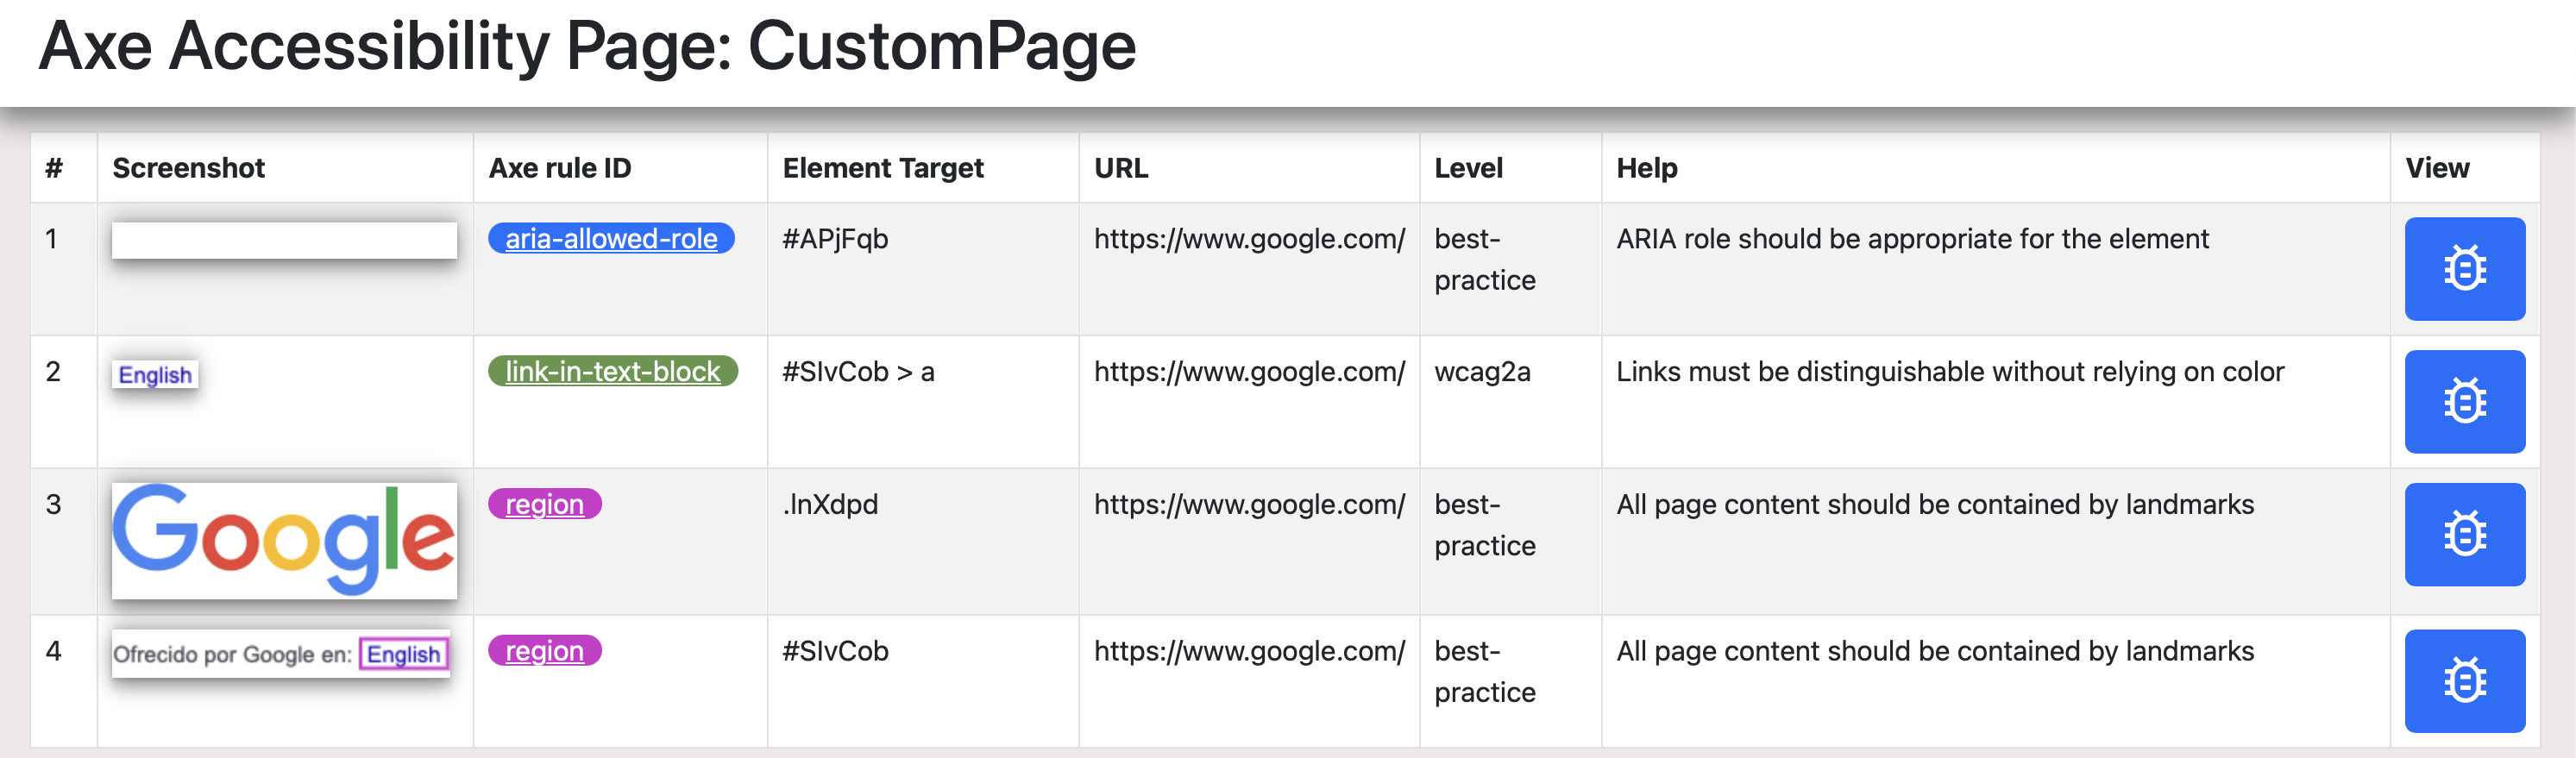 Axe Accessibility Page: CustomPage
# Screenshot Axe rule ID Element Target URL Level Help View
1 aria-allowed-role #APjFqb https://www.google.com/ best-practice ARIA role should be appropriate for the element
2 English link-in-text-block #SIvCob > a https://www.google.com/ wcag2a Links must be distinguishable without relying on color
3 Google region .lnXdpd https://www.google.com/ best-practice All page content should be contained by landmarks
4 Ofrecido por Google en: English region #SIvCob https://www.google.com/ best-practice All page content should be contained by landmarks